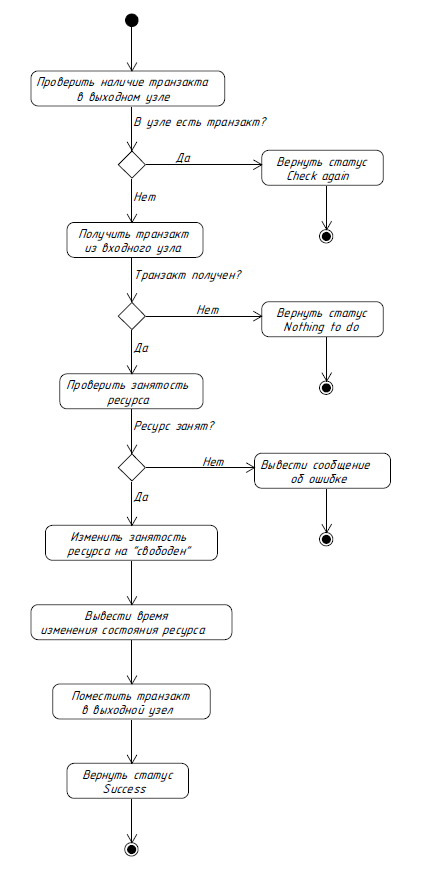 Проверить наличие транзакта
в выходном узле
В узле есть транзакт?
Да
Вернуть статус
Check again
Нет
Получить транзакт
из входного узла
Транзакт получен?
Нет
Вернуть статус
Nothing to do
Да
Проверить занятость
ресурса
Ресурс занят?
Нет
Вывести сообщение
об ошибке
Да
Изменить занятость
ресурса на "свободен"
Вывести время
изменения состояния ресурса
Поместить транзакт
в выходной узел
Вернуть статус
Success